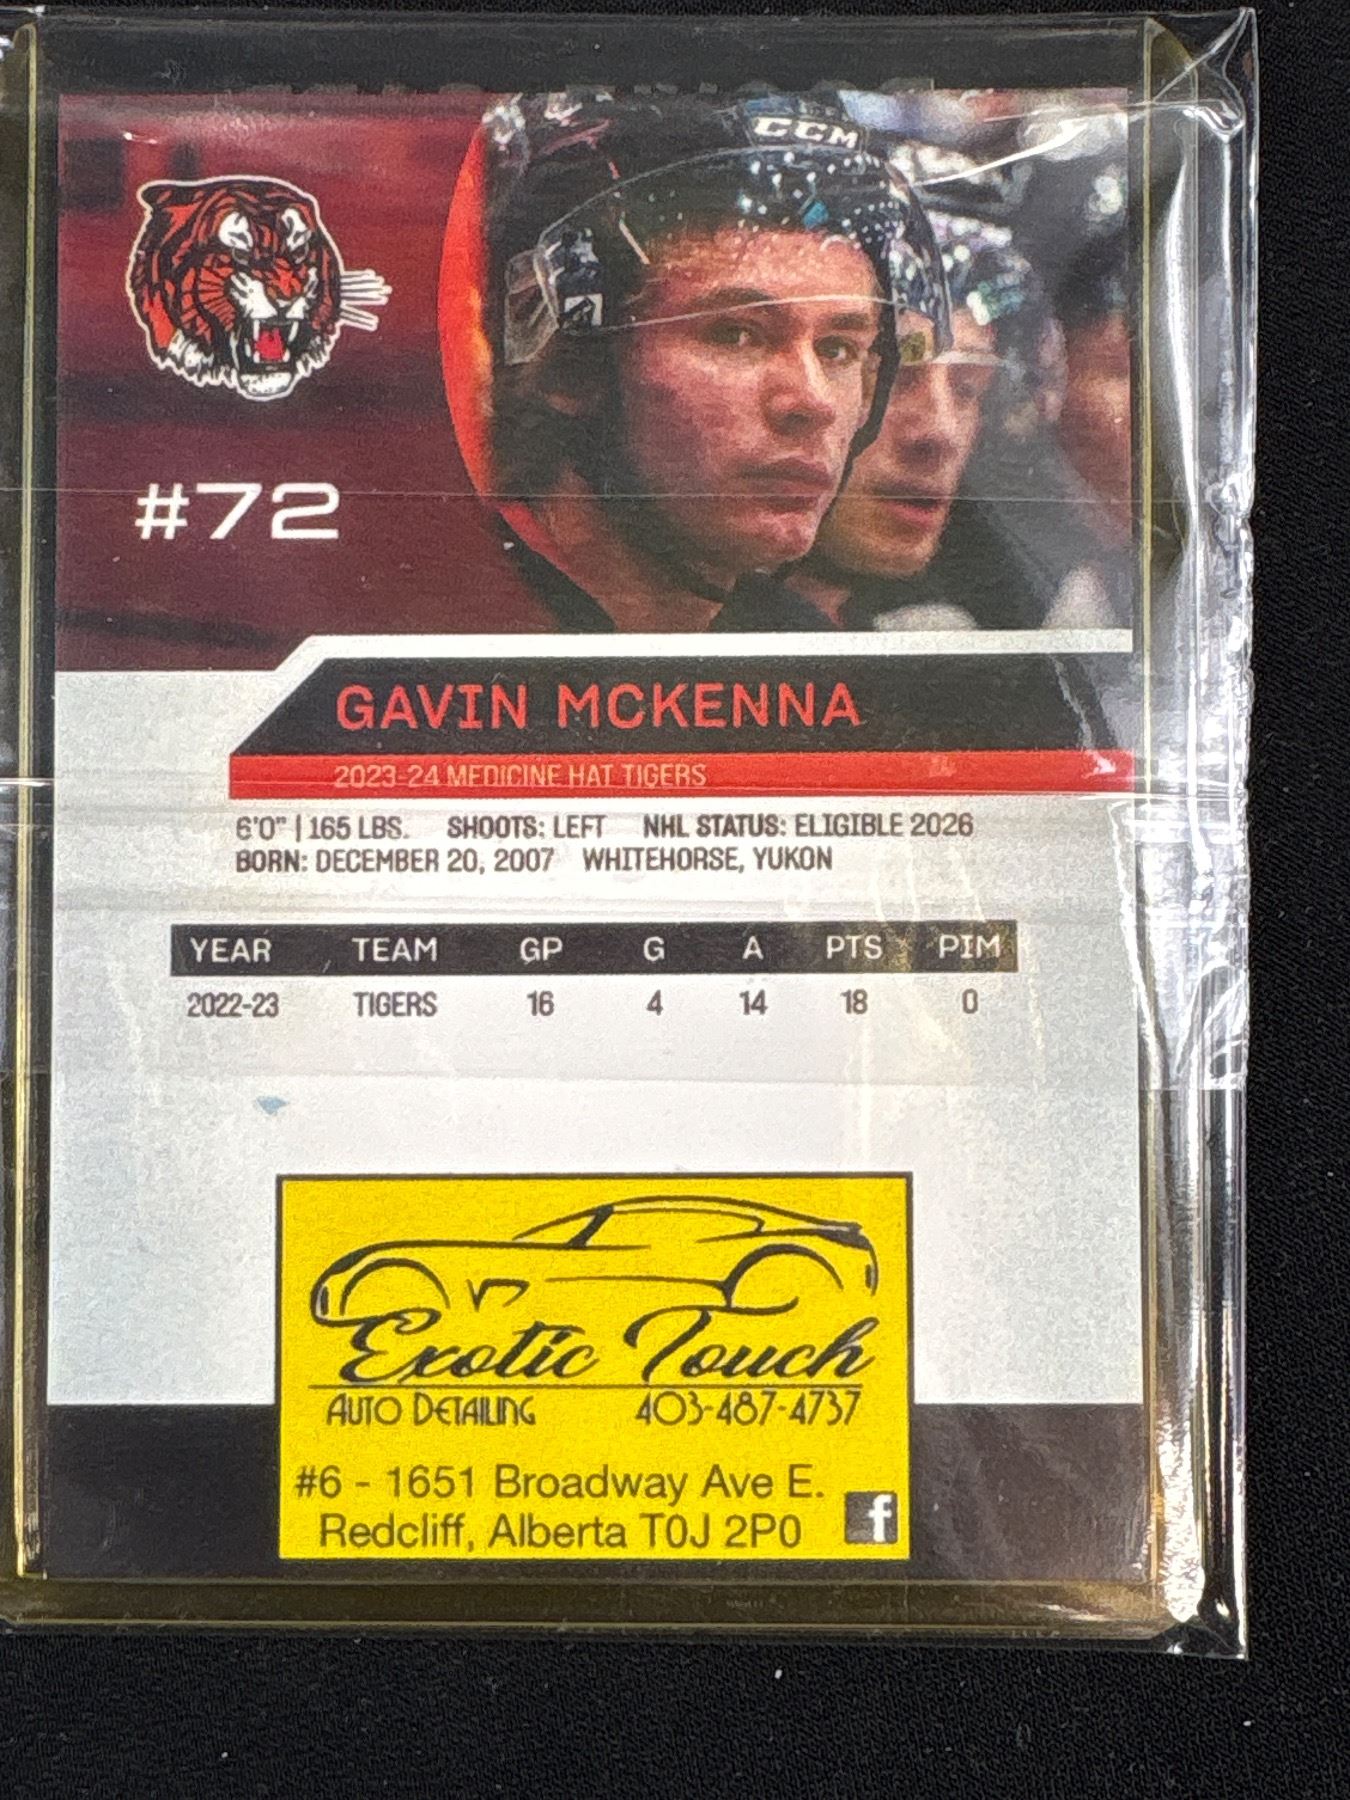 CCM
#72
GAVIN MCKENNA
2023-24 MEDICINE HAT TIGERS
6'0" | 165 LBS. SHOOTS: LEFT NHL STATUS: ELIGIBLE 2026
BORN: DECEMBER 20, 2007 WHITEHORSE, YUKON
YEAR TEAM GP G A PTS PIM
2022-23 TIGERS 16 4 14 18 0
Exotic Touch
AUTO DETAILING 403-487-4737
#6 - 1651 Broadway Ave E.
Redcliff, Alberta T0J 2P0
f